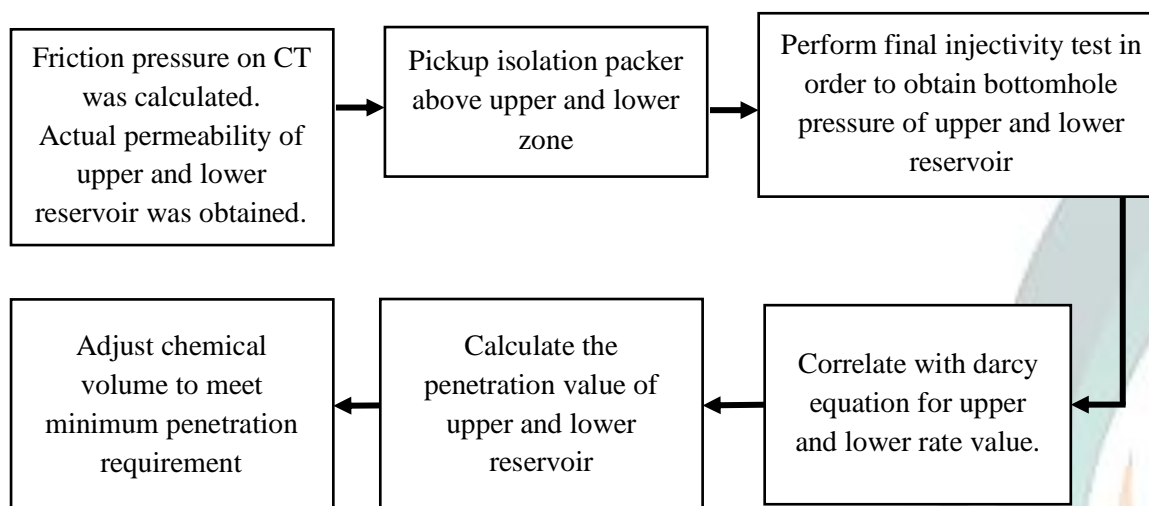 Friction pressure on CT
was calculated.
Actual permeability of
upper and lower
reservoir was obtained.
Pickup isolation packer
above upper and lower
zone
Perform final injectivity test in
order to obtain bottomhole
pressure of upper and lower
reservoir
Correlate with darcy
equation for upper
and lower rate value.
Calculate the
penetration value of
upper and lower
reservoir
Adjust chemical
volume to meet
minimum penetration
requirement